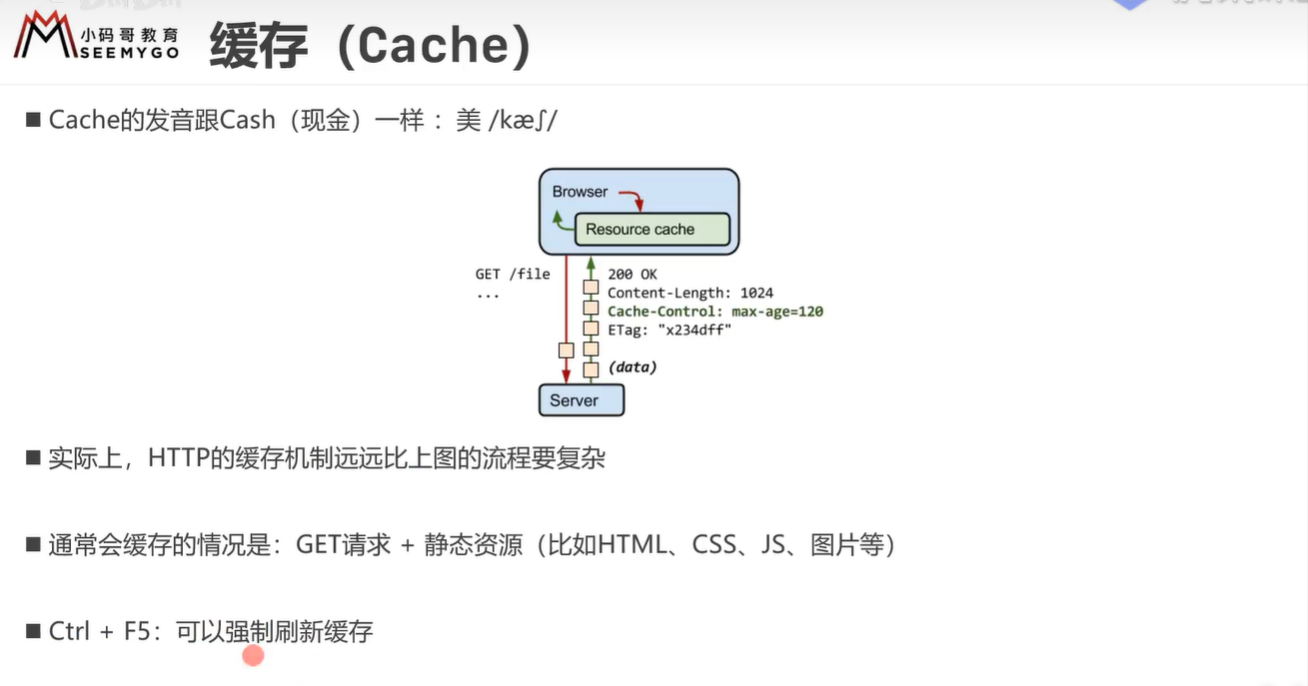 小码哥教育
SEEMYGO
缓存（Cache）
■ Cache的发音跟Cash（现金）一样 ：美 /kæʃ/
Browser
Resource cache
GET /file
...
200 OK
Content-Length: 1024
Cache-Control: max-age=120
ETag: "x234dff"
(data)
Server
■ 实际上，HTTP的缓存机制远远比上图的流程要复杂
■ 通常会缓存的情况是：GET请求 + 静态资源（比如HTML、CSS、JS、图片等）
■ Ctrl + F5：可以强制刷新缓存